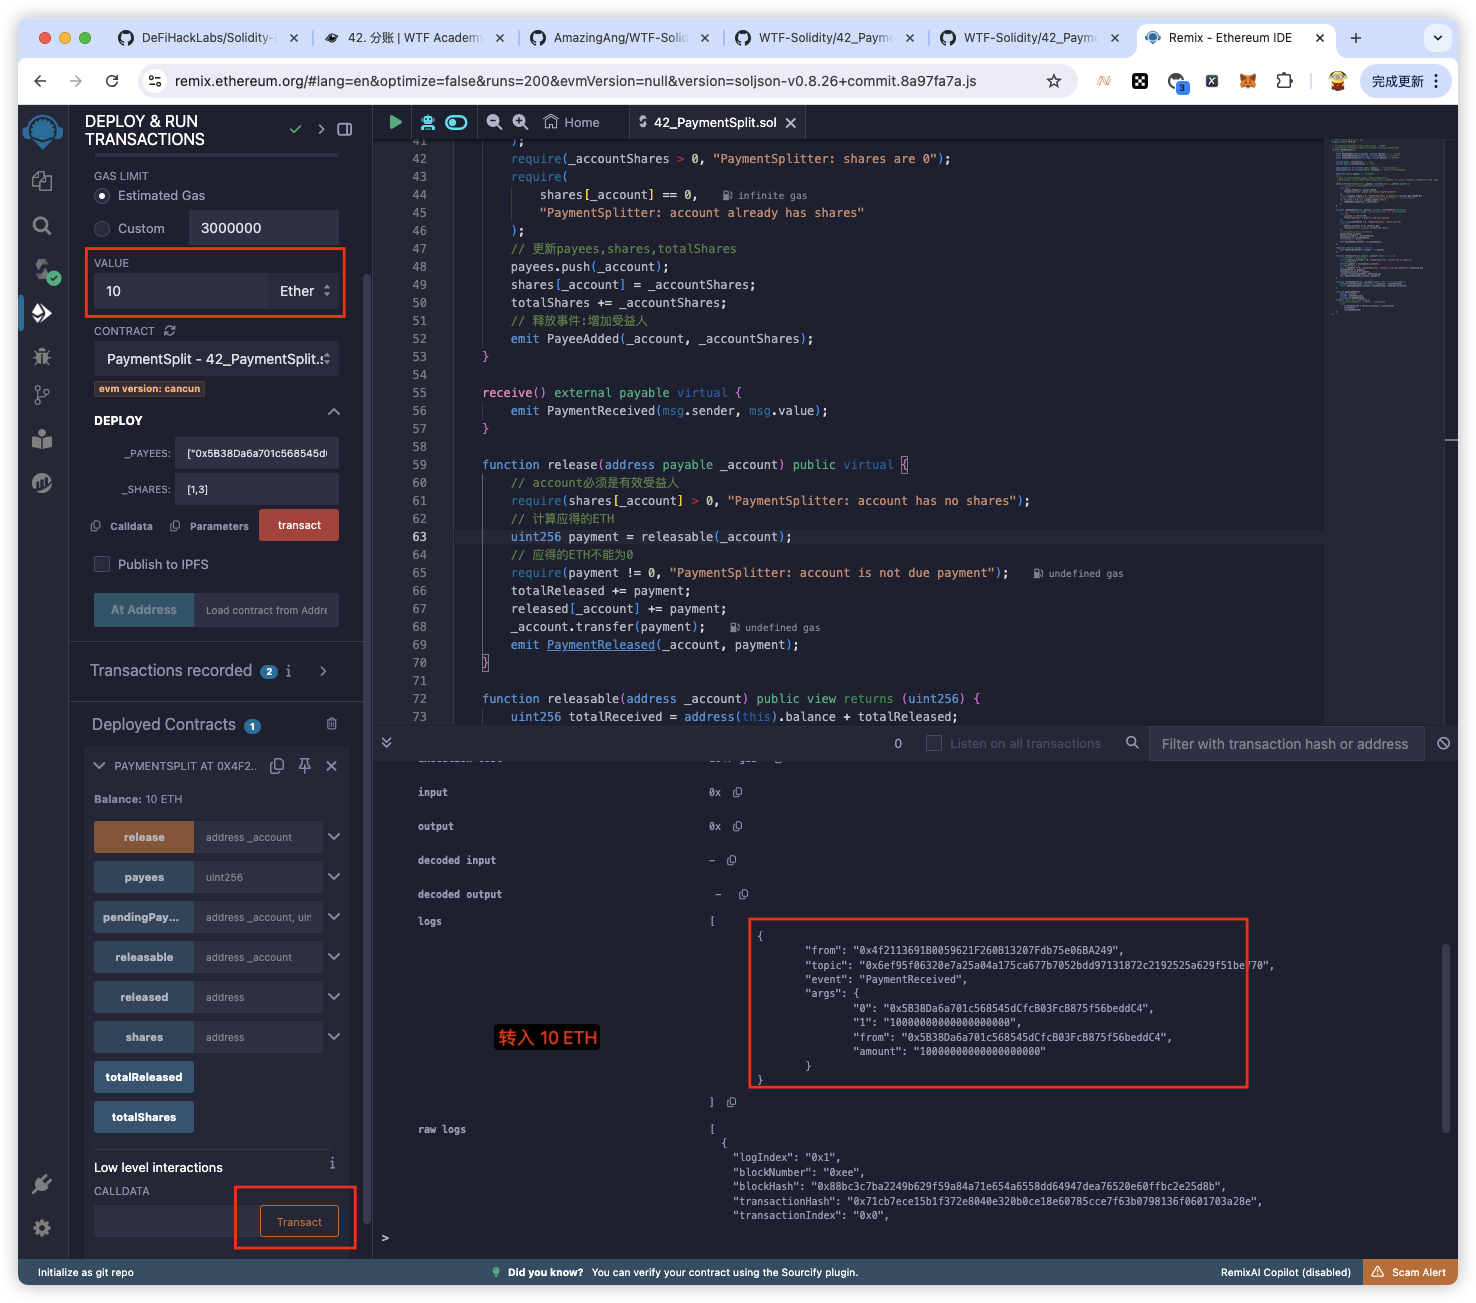 DeFiHackLabs/Solidity-
42. 分账 | WTF Academy
AmazingAng/WTF-Solid
WTF-Solidity/42_Payme
WTF-Solidity/42_Payme
Remix - Ethereum IDE
remix.ethereum.org/#lang=en&optimize=false&runs=200&evmVersion=null&version=soljson-v0.8.26+commit.8a97fa7a.js
3
完成更新
DEPLOY & RUN
TRANSACTIONS
GAS LIMIT
Estimated Gas
Custom
3000000
VALUE
10
Ether
CONTRACT
PaymentSplit - 42_PaymentSplit.s
evm version: cancun
DEPLOY
_PAYEES:
["0x5B38Da6a701c568545d
_SHARES:
[1,3]
Calldata
Parameters
transact
Publish to IPFS
At Address
Load contract from Addre
Transactions recorded 2 i
Deployed Contracts 1
PAYMENTSPLIT AT 0X4F2..
Balance: 10 ETH
release
address _account
payees
uint256
pendingPay...
address _account, uin
releasable
address _account
released
address
shares
address
totalReleased
totalShares
Low level interactions
i
CALLDATA
Transact
Home
42_PaymentSplit.sol
41 );
42 require(_accountShares > 0, "PaymentSplitter: shares are 0");
43 require(
44 shares[_account] == 0, infinite gas
45 "PaymentSplitter: account already has shares"
46 );
47 // 更新payees,shares,totalShares
48 payees.push(_account);
49 shares[_account] = _accountShares;
50 totalShares += _accountShares;
51 // 释放事件:增加受益人
52 emit PayeeAdded(_account, _accountShares);
53 }
54
55 receive() external payable virtual {
56 emit PaymentReceived(msg.sender, msg.value);
57 }
58
59 function release(address payable _account) public virtual {
60 // account必须是有效受益人
61 require(shares[_account] > 0, "PaymentSplitter: account has no shares");
62 // 计算应得的ETH
63 uint256 payment = releasable(_account);
64 // 应得的ETH不能为0
65 require(payment != 0, "PaymentSplitter: account is not due payment"); undefined gas
66 totalReleased += payment;
67 released[_account] += payment;
68 _account.transfer(payment); undefined gas
69 emit PaymentReleased(_account, payment);
70 }
71
72 function releasable(address _account) public view returns (uint256) {
73 uint256 totalReceived = address(this).balance + totalReleased;
0
Listen on all transactions
Filter with transaction hash or address
input
0x
output
0x
decoded input
-
decoded output
-
logs
[
{
"from": "0x4f2113691B0059621F260B13207Fdb75e06BA249",
"topic": "0x6ef95f06320e7a25a04a175ca677b7052bdd97131872c2192525a629f51be770",
"event": "PaymentReceived",
"args": {
"0": "0x5B38Da6a701c568545dCfcB03FcB875f56beddC4",
"1": "10000000000000000000",
"from": "0x5B38Da6a701c568545dCfcB03FcB875f56beddC4",
"amount": "10000000000000000000"
}
}
]
转入 10 ETH
raw logs
[
{
"logIndex": "0x1",
"blockNumber": "0xee",
"blockHash": "0x88bc3c7ba2249b629f59a84a71e654a6558dd64947dea76520e60ffbc2e25d8b",
"transactionHash": "0x71cb7ece15b1f372e8040e320b0ce18e60785cce7f63b0798136f0601703a28e",
"transactionIndex": "0x0",
>
Initialize as git repo
Did you know? You can verify your contract using the Sourcify plugin.
RemixAI Copilot (disabled)
Scam Alert